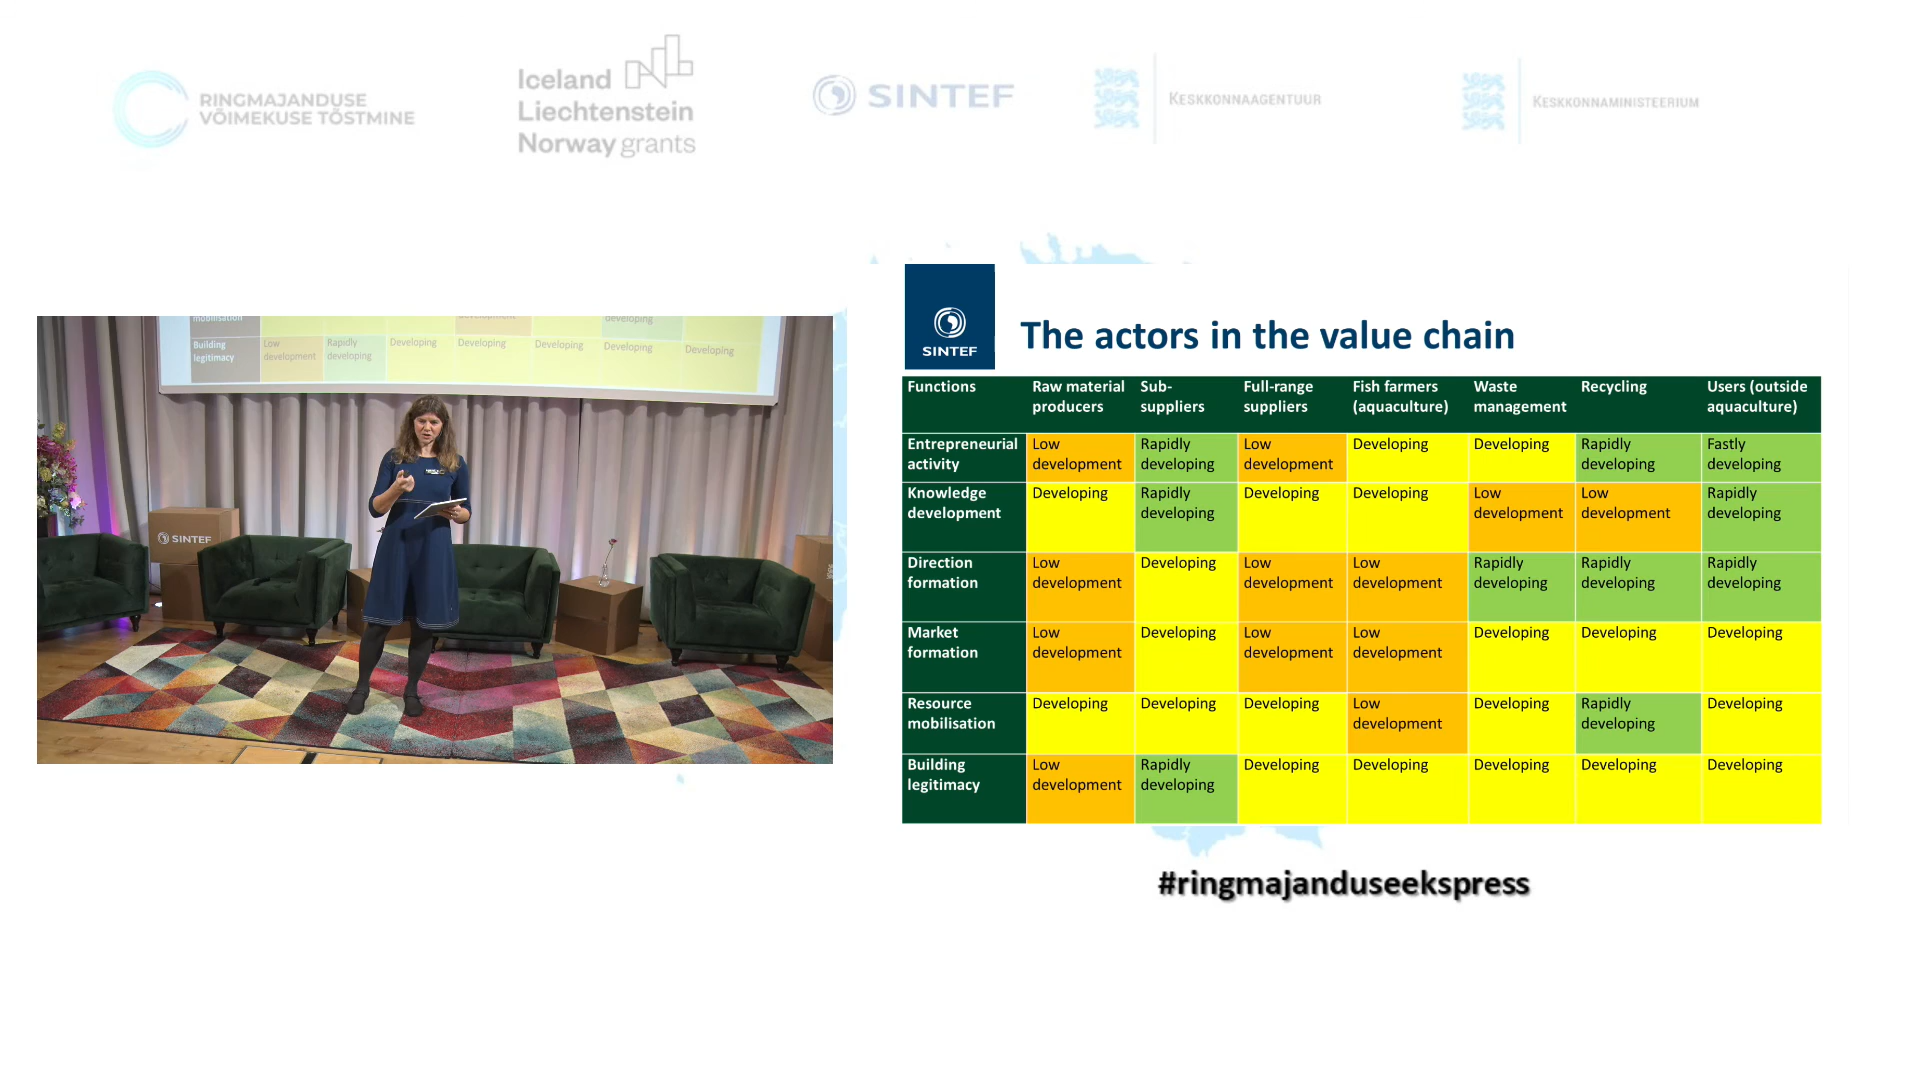 RINGMAJANDUSE
VÕIMEKUSE TÕSTMINE
Iceland
Liechtenstein
Norway grants
SINTEF
KESKKONNAAGENTUUR
KESKKONNAMINISTEERIUM
mobilisation
developing
Building
legitimacy
Low
development
Rapidly
developing
Developing
Developing
Developing
Developing
Developing
SINTEF
SINTEF
The actors in the value chain
Functions
Raw material
producers
Sub-
suppliers
Full-range
suppliers
Fish farmers
(aquaculture)
Waste
management
Recycling
Users (outside
aquaculture)
Entrepreneurial
activity
Low
development
Rapidly
developing
Low
development
Developing
Developing
Rapidly
developing
Fastly
developing
Knowledge
development
Developing
Rapidly
developing
Developing
Developing
Low
development
Low
development
Rapidly
developing
Direction
formation
Low
development
Developing
Low
development
Low
development
Rapidly
developing
Rapidly
developing
Rapidly
developing
Market
formation
Low
development
Developing
Low
development
Low
development
Developing
Developing
Developing
Resource
mobilisation
Developing
Developing
Developing
Low
development
Developing
Rapidly
developing
Developing
Building
legitimacy
Low
development
Rapidly
developing
Developing
Developing
Developing
Developing
Developing
#ringmajanduseekspress